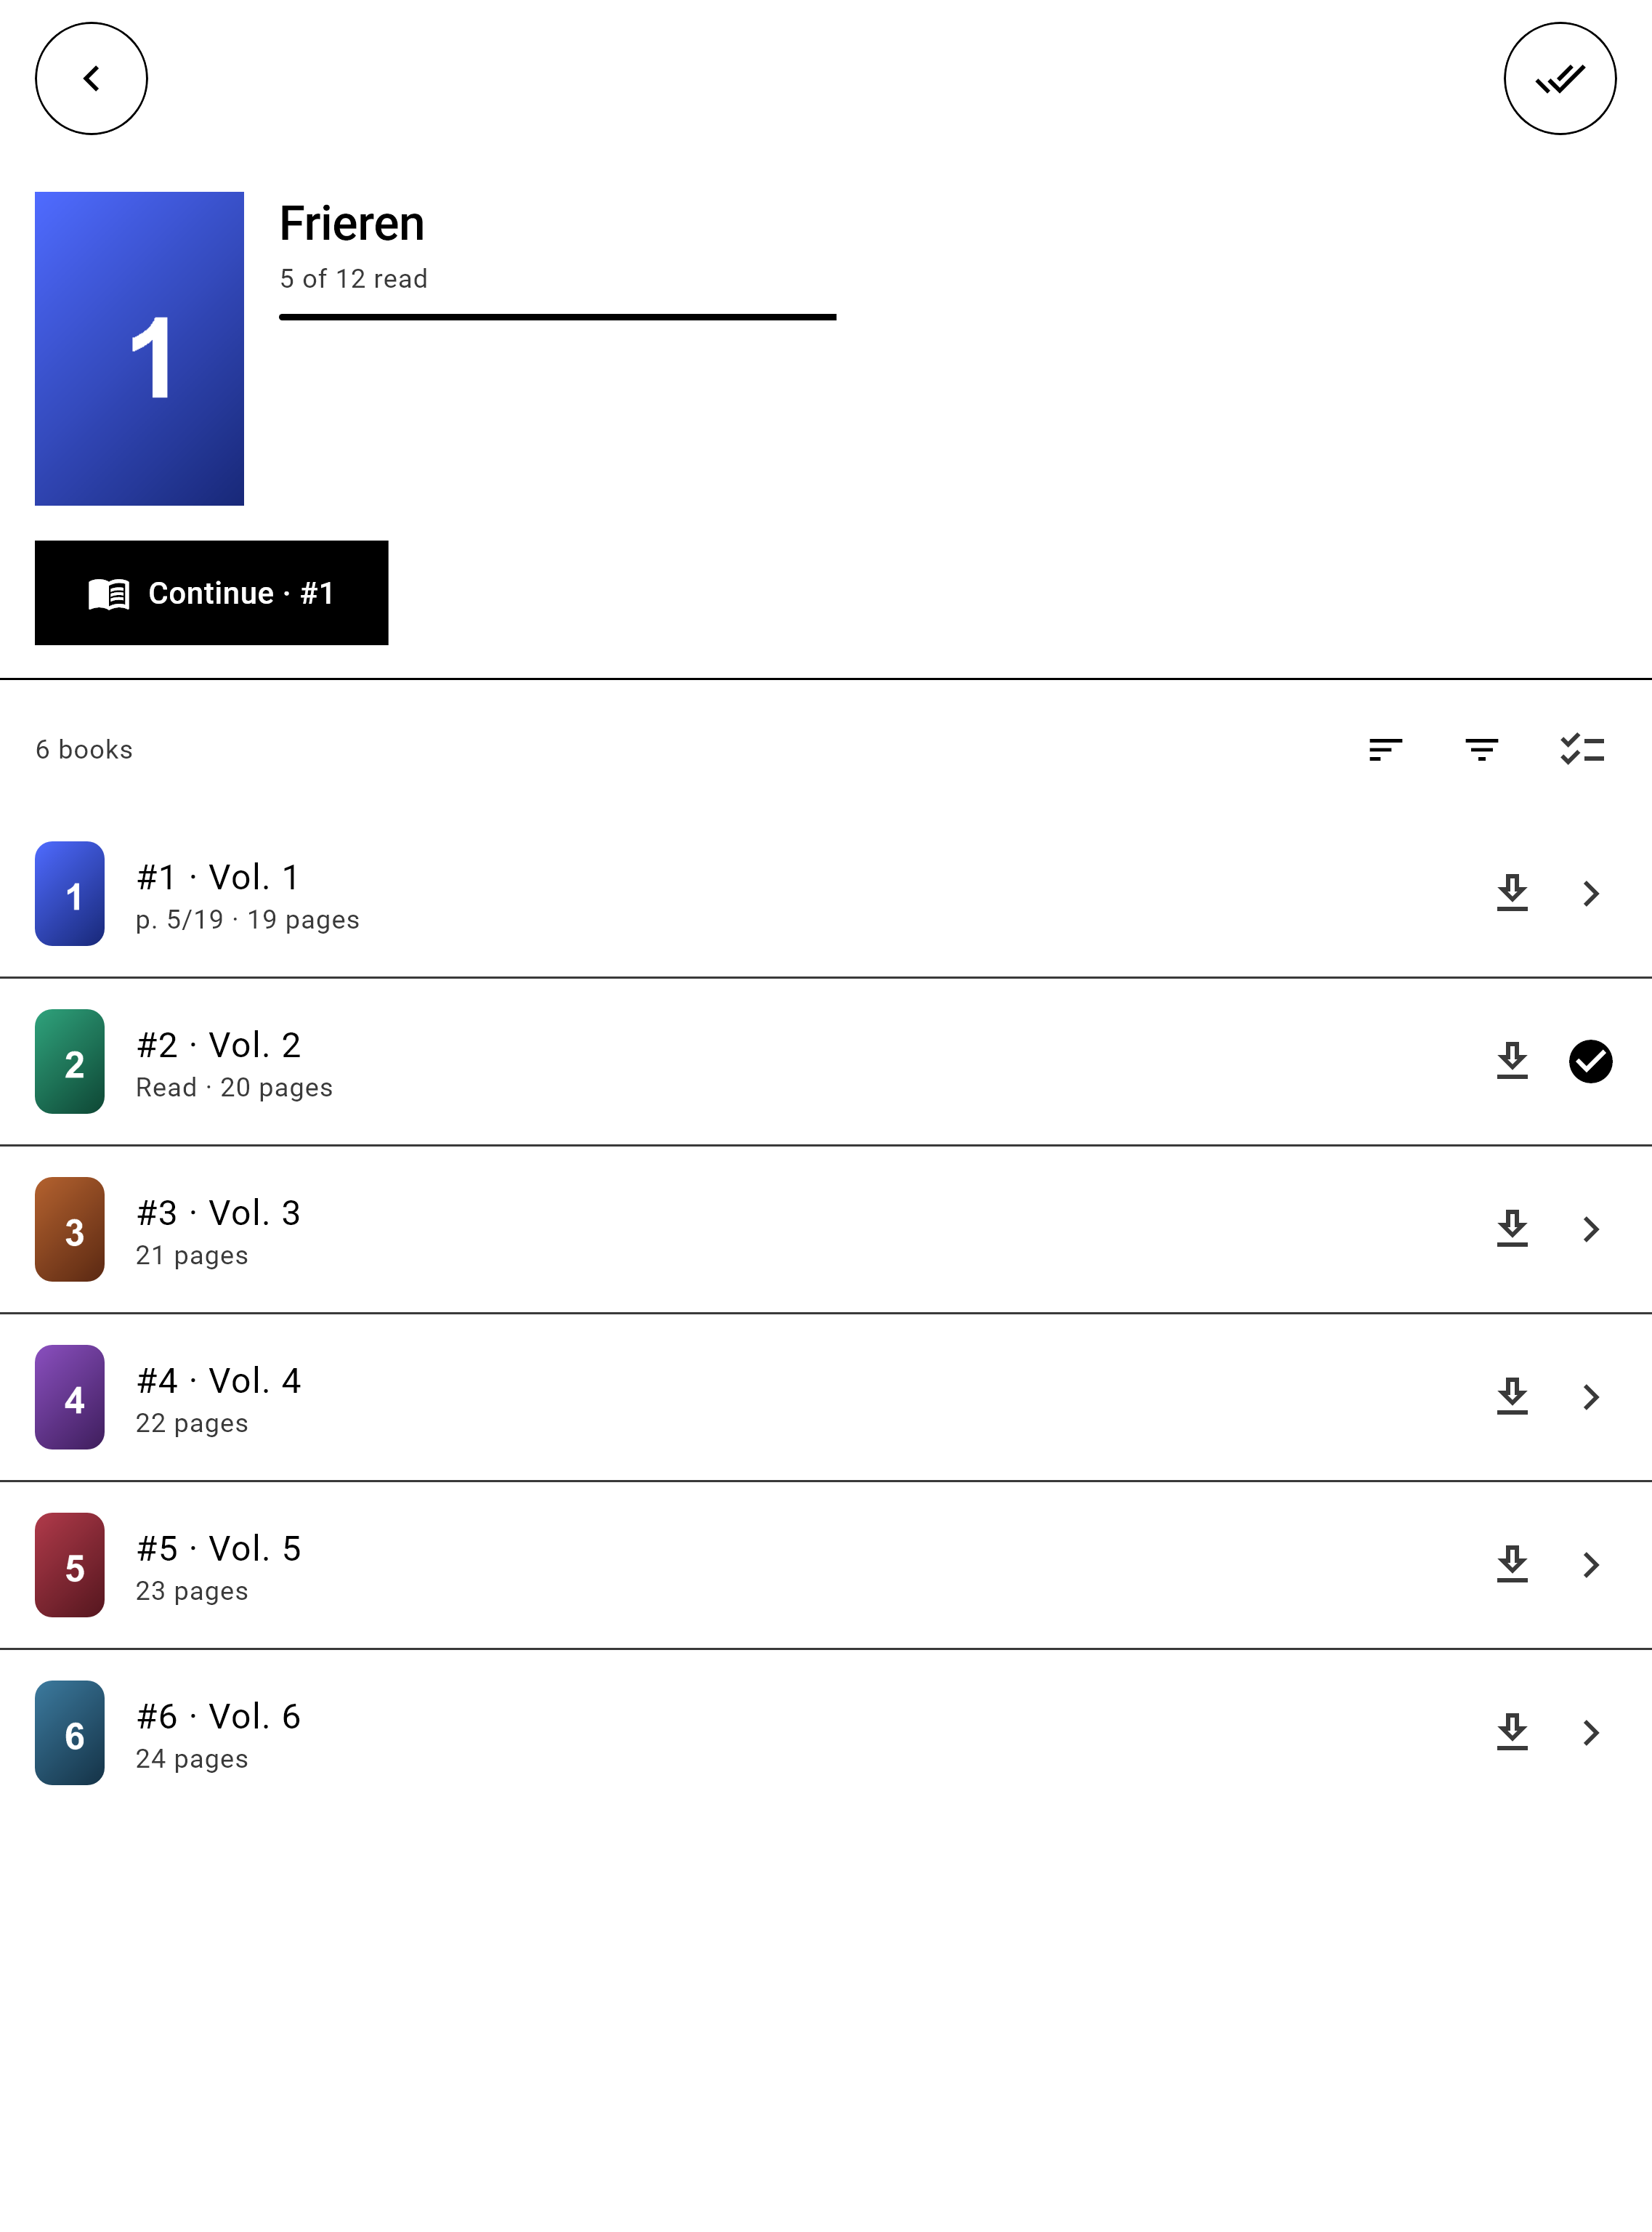 Frieren
5 of 12 read
1
Continue · #1
6 books
1
#1 · Vol. 1
p. 5/19 · 19 pages
2
#2 · Vol. 2
Read · 20 pages
3
#3 · Vol. 3
21 pages
4
#4 · Vol. 4
22 pages
5
#5 · Vol. 5
23 pages
6
#6 · Vol. 6
24 pages